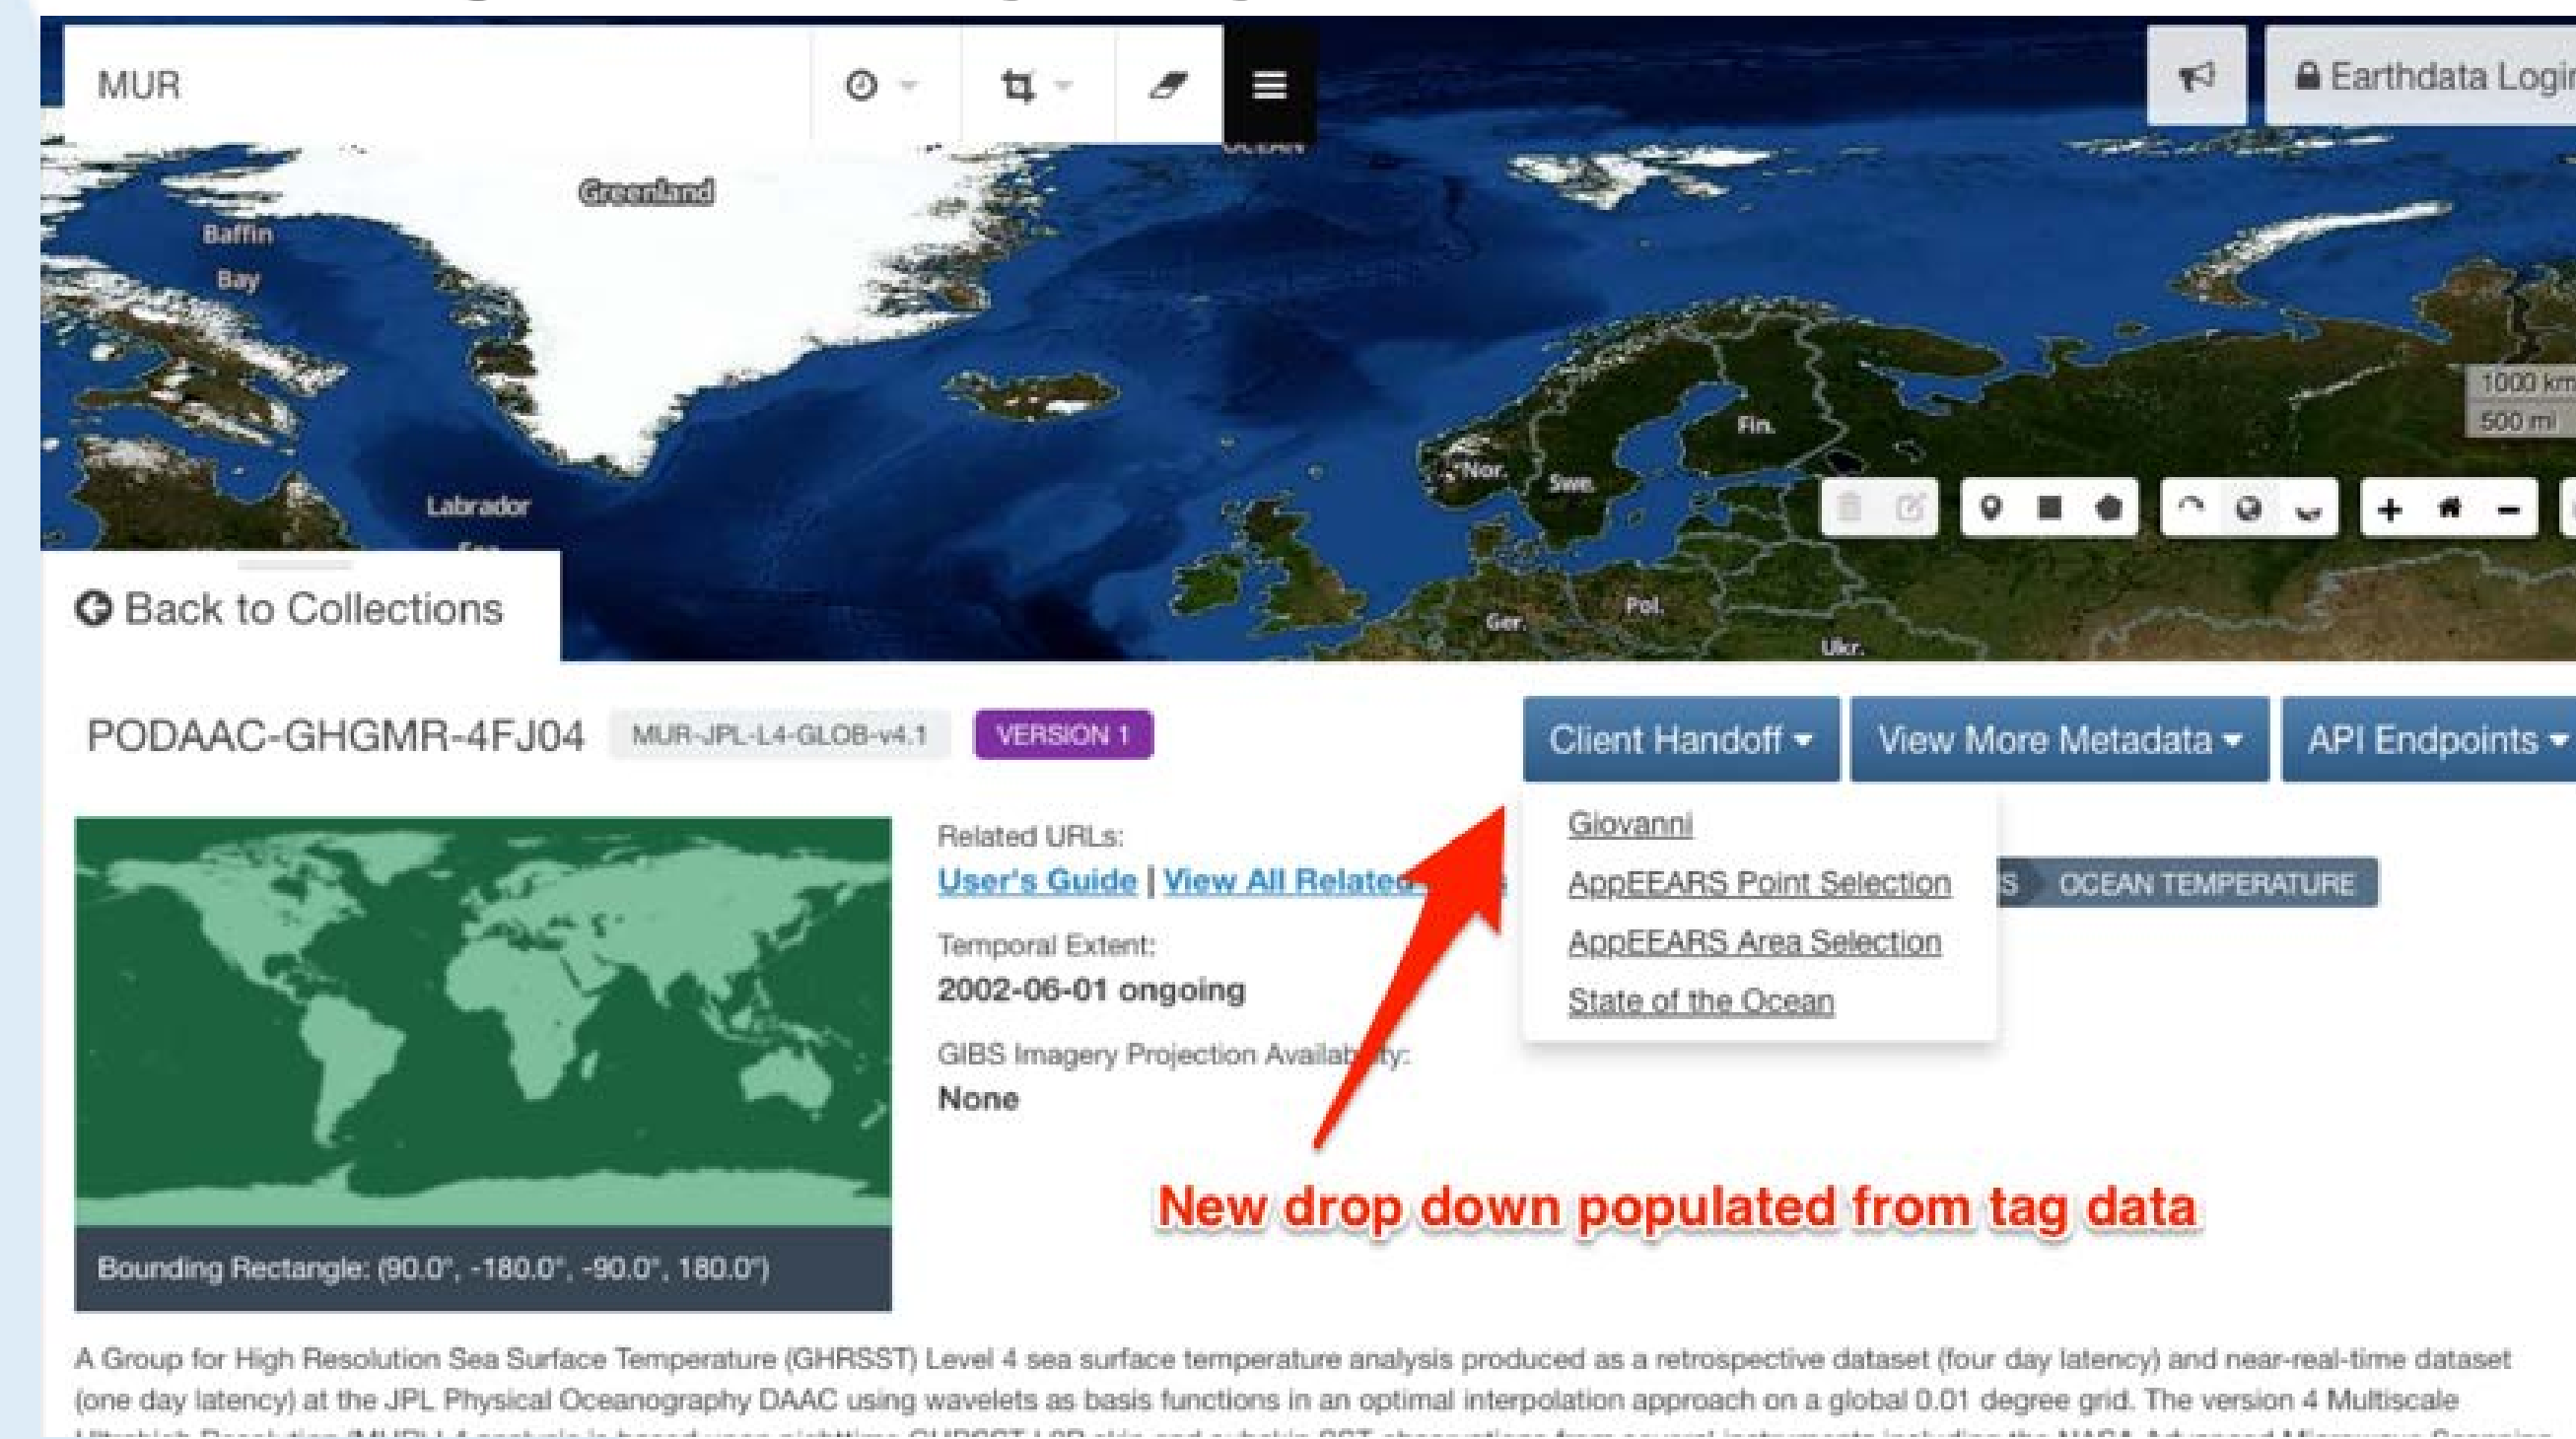 MUR
Earthdata
Greenland
Baffin
Bay
1000 km
500 mi
Fin.
Nor.
Swe.
Labrador
Back to Collections
Pol.
Ger.
Ukr.
PODAAC-GHGMR-4FJ04 MUR-JPL-L4-GLOB-v4.1 VERSION 1
Client Handoff View More Metadata API Endpoints
Giovanni
AppEEARS Point Selection
AppEEARS Area Selection
State of the Ocean
Related URLs:
User's Guide | View All Related
OCEAN TEMPERATURE
Temporal Extent:
2002-06-01 ongoing
GIBS Imagery Projection Availability:
None
New drop down populated from tag data
Bounding Rectangle: (90.0°, -180.0°, -90.0°, 180.0°)
A Group for High Resolution Sea Surface Temperature (GHRSST) Level 4 sea surface temperature analysis produced as a retrospective dataset (four day latency) and near-real-time dataset
(one day latency) at the JPL Physical Oceanography DAAC using wavelets as basis functions in an optimal interpolation approach on a global 0.01 degree grid. The version 4 Multiscale